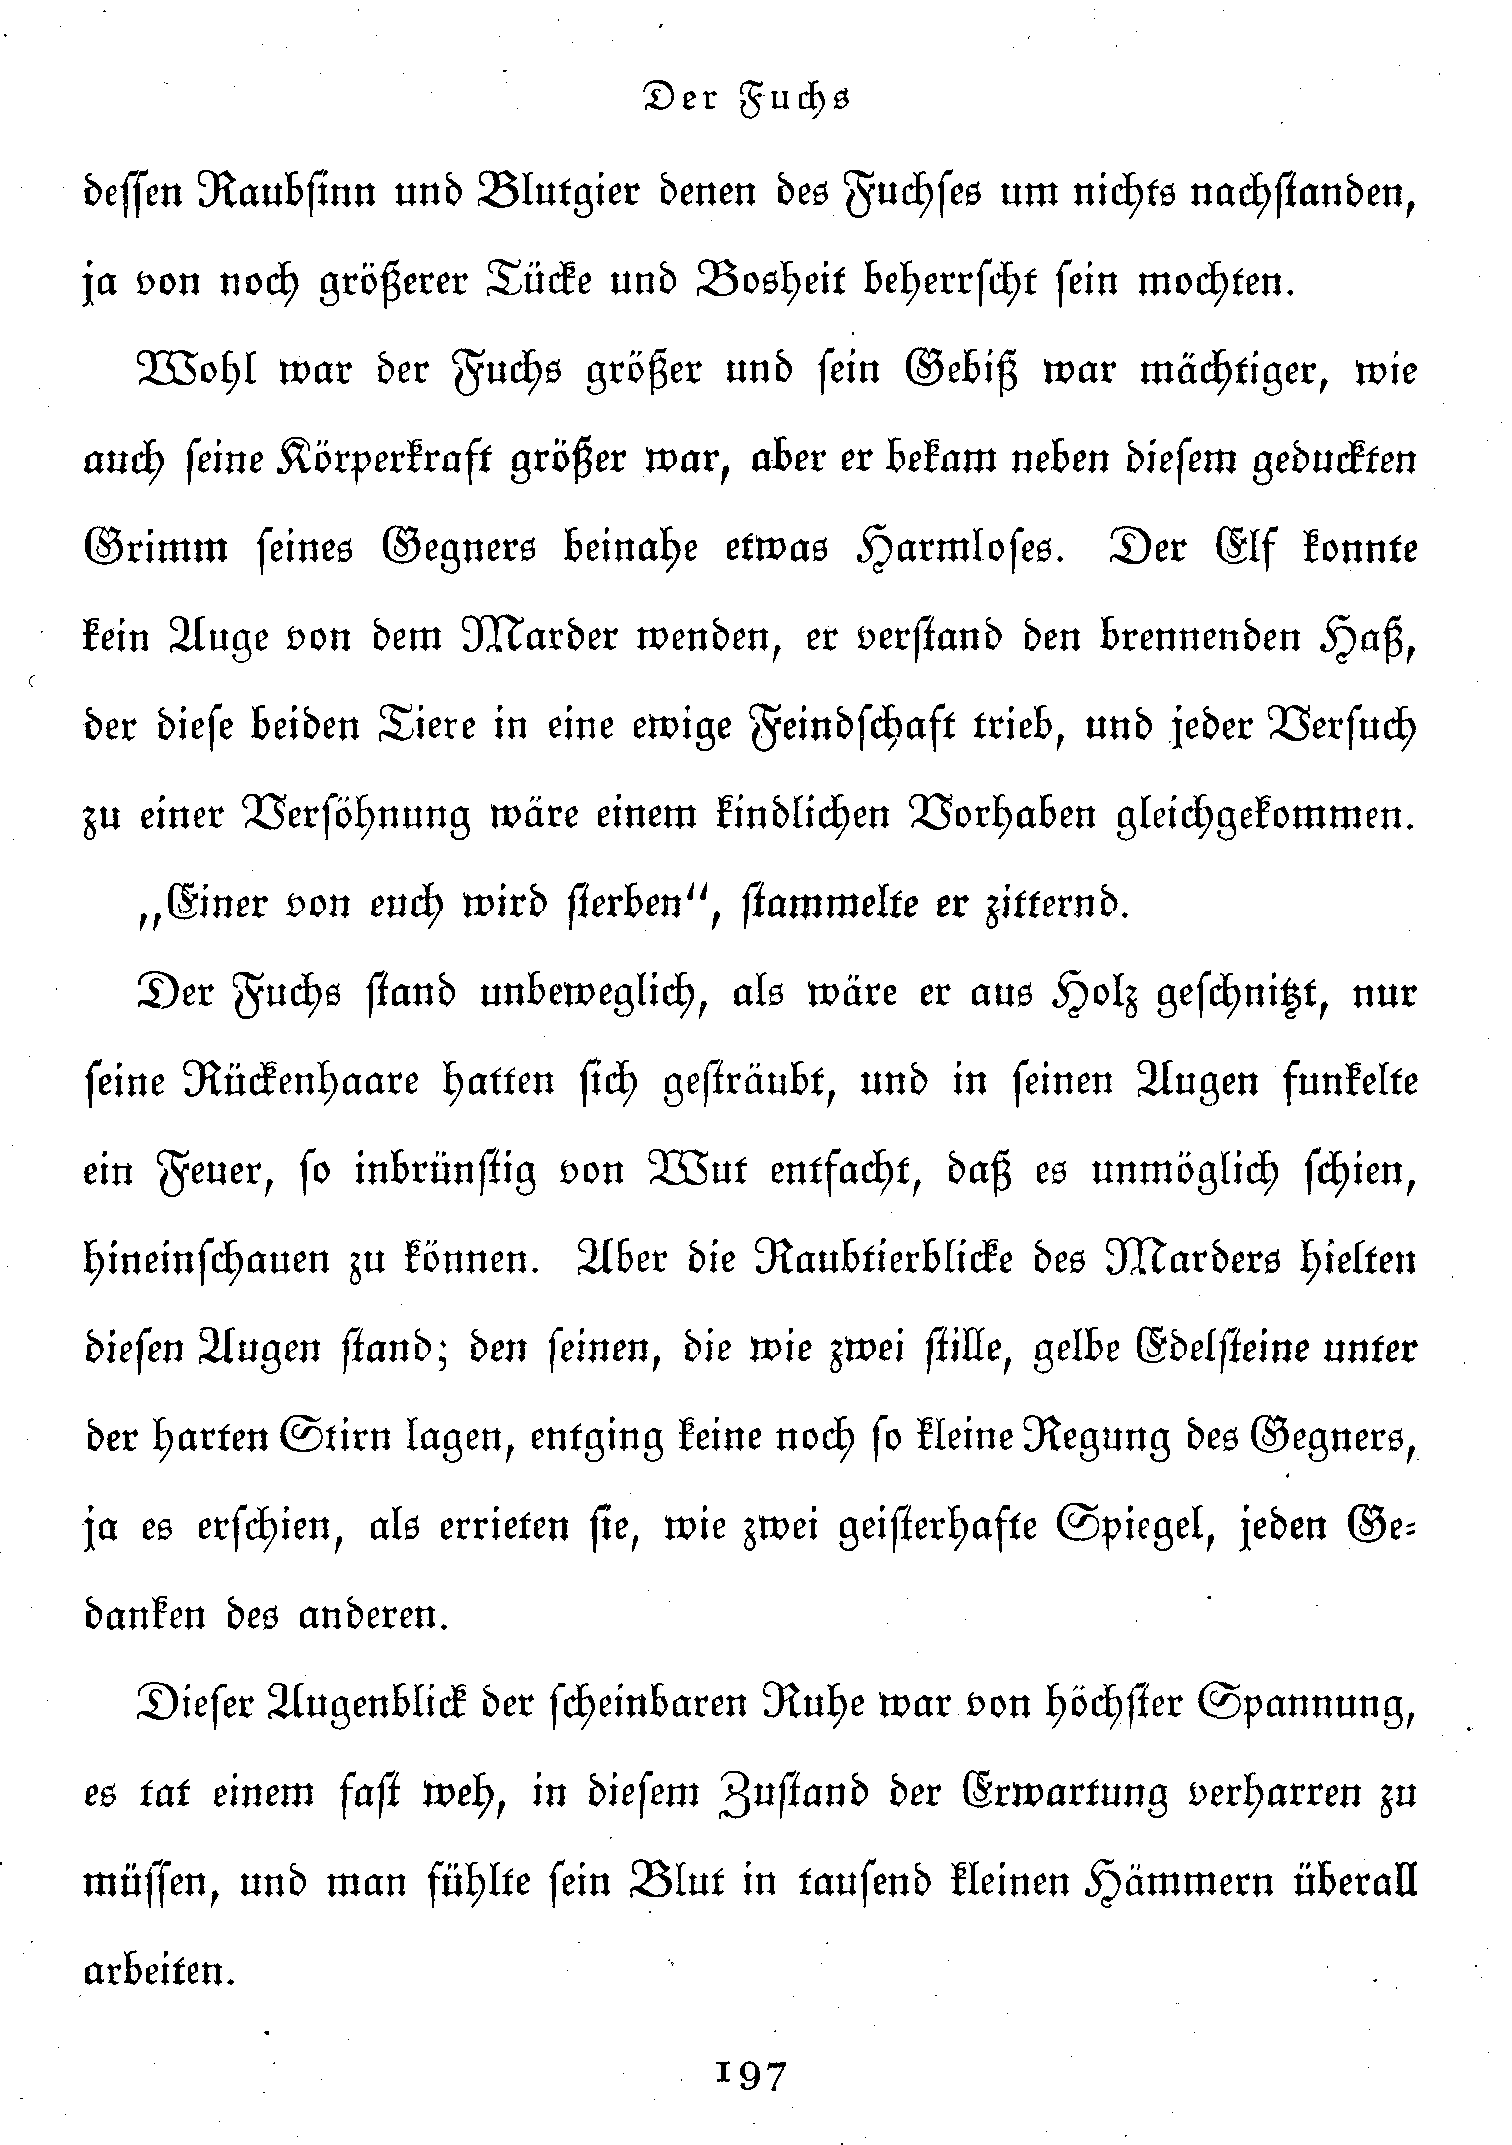 Der Fuchs
dessen Raubsinn und Blutgier denen des Fuchses um nichts nachstanden,
ja von noch größerer Tücke und Bosheit beherrscht sein mochten.
Wohl war der Fuchs größer und sein Gebiß war mächtiger, wie
auch seine Körperkraft größer war, aber er bekam neben diesem geduckten
Grimm seines Gegners beinahe etwas Harmloses. Der Elf konnte
kein Auge von dem Marder wenden, er verstand den brennenden Haß,
der diese beiden Tiere in eine ewige Feindschaft trieb, und jeder Versuch
zu einer Versöhnung wäre einem kindlichen Vorhaben gleichgekommen.
„Einer von euch wird sterben“, stammelte er zitternd.
Der Fuchs stand unbeweglich, als wäre er aus Holz geschnitzt, nur
seine Rückenhaare hatten sich gesträubt, und in seinen Augen funkelte
ein Feuer, so inbrünstig von Wut entfacht, daß es unmöglich schien,
hineinschauen zu können. Aber die Raubtierblicke des Marders hielten
diesen Augen stand; den seinen, die wie zwei stille, gelbe Edelsteine unter
der harten Stirn lagen, entging keine noch so kleine Regung des Gegners,
ja es erschien, als errieten sie, wie zwei geisterhafte Spiegel, jeden Ge-
danken des anderen.
Dieser Augenblick der scheinbaren Ruhe war von höchster Spannung,
es tat einem fast weh, in diesem Zustand der Erwartung verharren zu
müssen, und man fühlte sein Blut in tausend kleinen Hämmern überall
arbeiten.
197